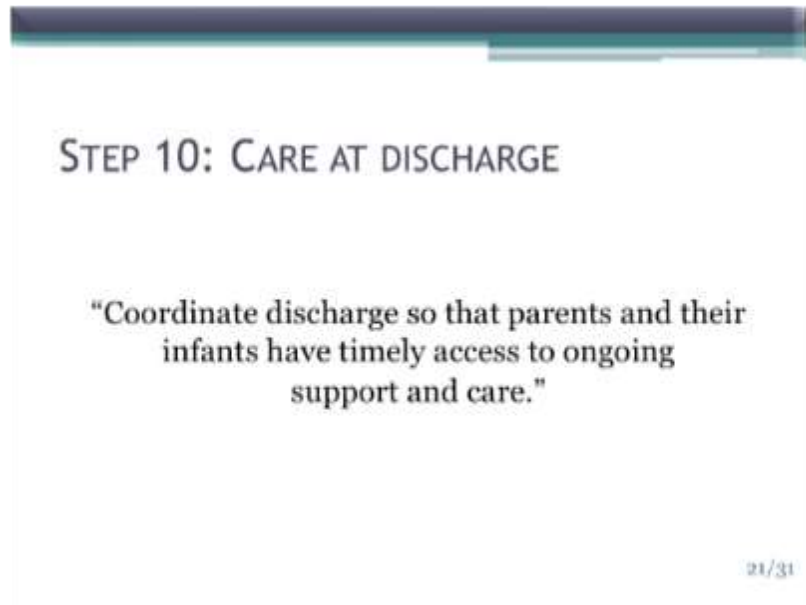 STEP 10: CARE AT DISCHARGE
“Coordinate discharge so that parents and their
infants have timely access to ongoing
support and care.”
21/31